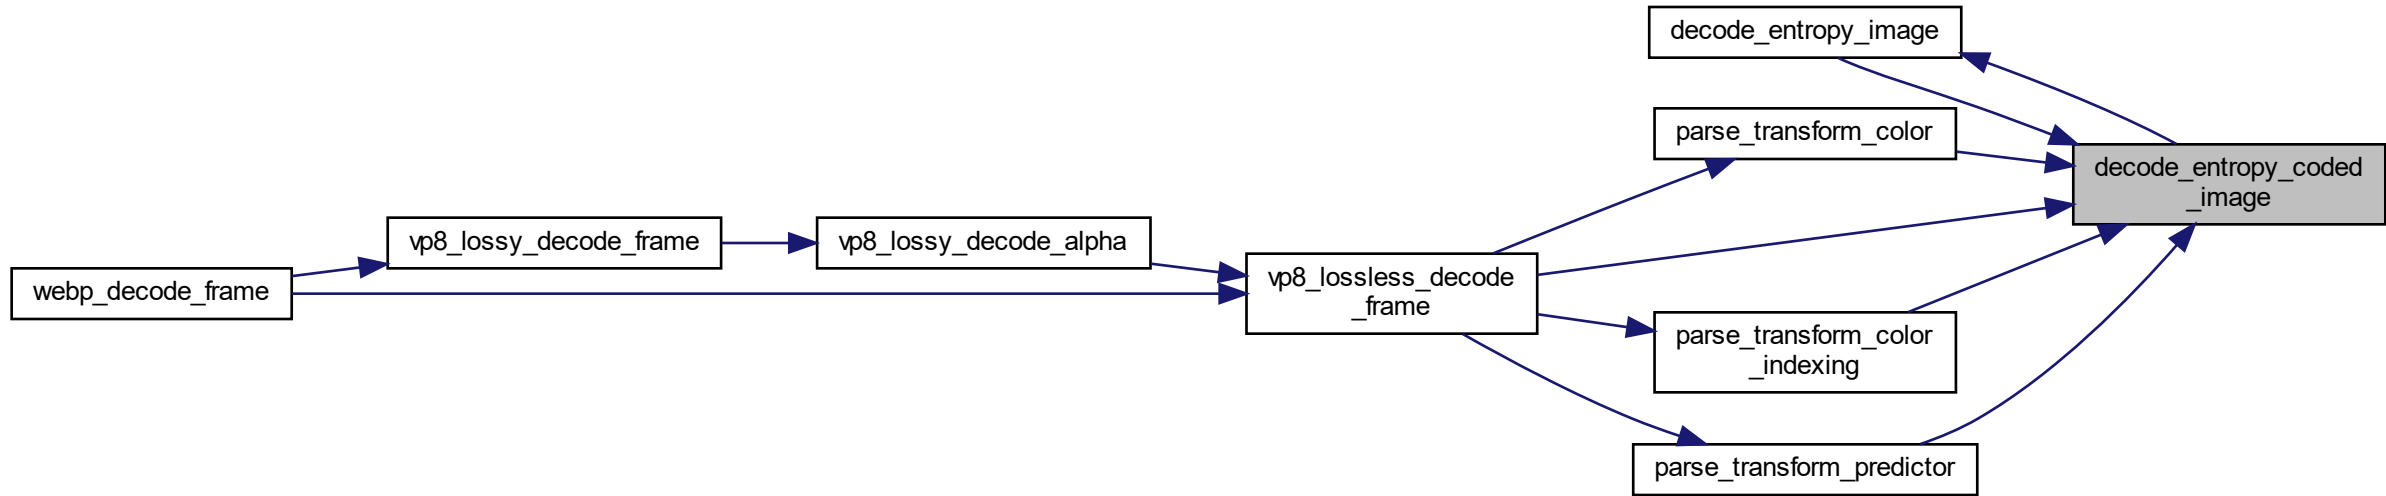 decode_entropy_image
parse_transform_color
decode_entropy_coded
_image
vp8_lossy_decode_frame
vp8_lossy_decode_alpha
webp_decode_frame
vp8_lossless_decode
_frame
parse_transform_color
_indexing
parse_transform_predictor